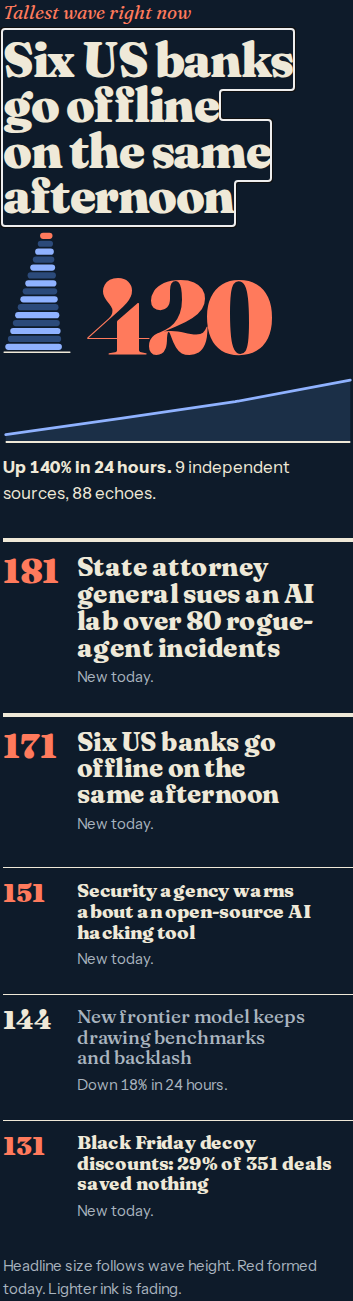 Tallest wave right now
Six US banks
go offline
on the same
afternoon
420
Up 140% in 24 hours. 9 independent
sources, 88 echoes.
181
State attorney
general sues an AI
lab over 80 rogue-
agent incidents
New today.
171
Six US banks go
offline on the
same afternoon
New today.
151
Security agency warns
about an open-source AI
hacking tool
New today.
144
New frontier model keeps
drawing benchmarks
and backlash
Down 18% in 24 hours.
131
Black Friday decoy
discounts: 29% of 351 deals
saved nothing
New today.
Headline size follows wave height. Red formed
today. Lighter ink is fading.